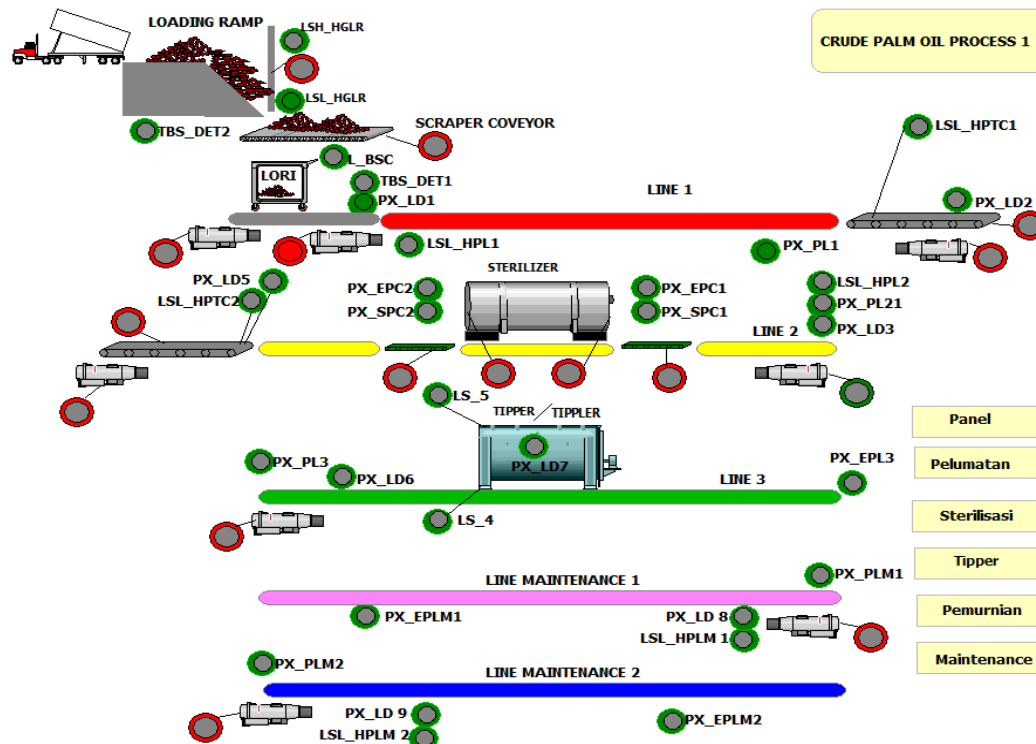 LOADING RAMP
LSH_HGLR
CRUDE PALM OIL PROCESS 1
LSL_HGLR
TBS_DET2
SCRAPER COVEYOR
LSL_HPTC1
L_BSC
LORI
TBS_DET1
LINE 1
PX_LD1
PX_LD2
LSL_HPL1
PX_PL1
STERILIZER
PX_LD5
PX_EPC2
PX_EPC1
LSL_HPL2
LSL_HPTC2
PX_SPC2
PX_SPC1
PX_PL21
LINE 2
PX_LD3
LS_5
TIPPER
TIPPLER
Panel
PX_PL3
PX_LD6
PX_LD7
PX_EPL3
Pelumatan
LINE 3
LS_4
Sterilisasi
Tipper
LINE MAINTENANCE 1
PX_PLM1
PX_EPLM1
PX_LD 8
Pemurnian
LSL_HPLM 1
PX_PLM2
LINE MAINTENANCE 2
Maintenance
PX_LD 9
PX_EPLM2
LSL_HPLM 2